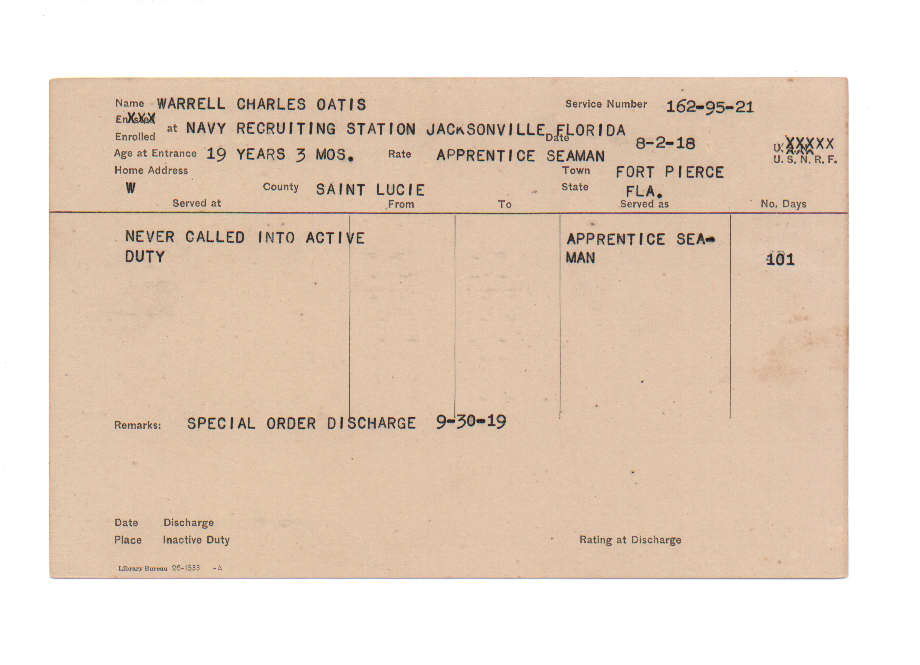 Name WARRELL CHARLES OATIS Service Number 162-95-21
Enrolled at NAVY RECRUITING STATION JACKSONVILLE FLORIDA Date 8-2-18 U. XXXXX
Age at Entrance 19 YEARS 3 MOS. Rate APPRENTICE SEAMAN U. S. N. R. F.
Home Address Town FORT PIERCE
W County SAINT LUCIE State FLA.
Served at From To Served as No. Days
NEVER CALLED INTO ACTIVE APPRENTICE SEA-
DUTY MAN 101
Remarks: SPECIAL ORDER DISCHARGE 9-30-19
Date Discharge
Place Inactive Duty Rating at Discharge
Library Bureau 26-1533 -A